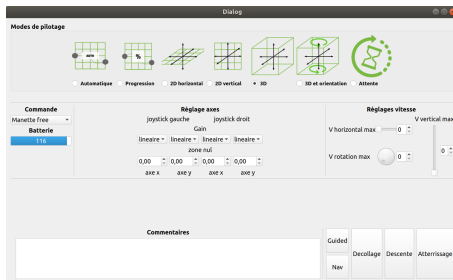 Dialog
Modes de pilotage
%
Automatique Progression 2D horizontal 2D vertical 3D 3D et orientation Attente
Commande
Manette free
Batterie
116
Réglage axes
joystick gauche joystick droit
Gain
lineaire lineaire lineaire lineaire
zone nul
0,00 0,00 0,00 0,00
axe x axe y axe x axe y
Réglages vitesse
V vertical max
V horizontal max 0
0
V rotation max 0
Commentaires
Guided
Nav
Decollage Descente Atterrissage